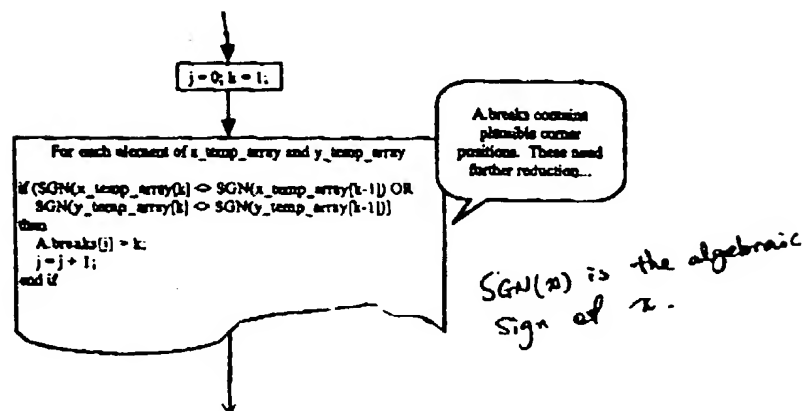 j = 0; k = 1;
For each element of x_temp_array and y_temp_array
if (SGN(x_temp_array[k] <> SGN(x_temp_array[k-1]) OR
SGN(y_temp_array[k] <> SGN(y_temp_array[k-1])]
then
A.breaks[j] = k;
j = j + 1;
end if
A.breaks contains
plausible corner
positions. These need
further reduction...
SGN(x) is the algebraic
sign of x.